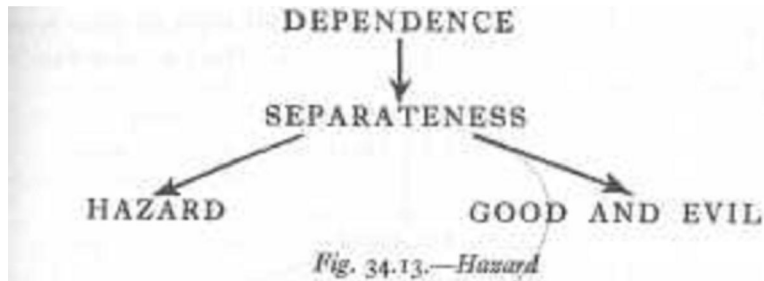 DEPENDENCE
SEPARATENESS
HAZARD GOOD AND EVIL
Fig. 34.13.—Hazard